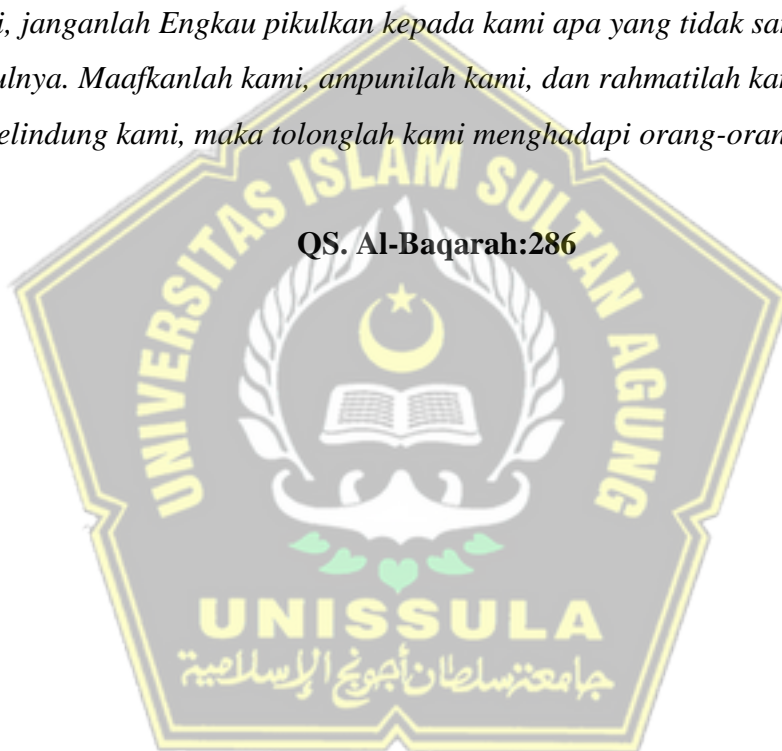 i, janganlah Engkau pikulkan kepada kami apa yang tidak sa
ulnya. Maafkanlah kami, ampunilah kami, dan rahmatilah ka
elindung kami, maka tolonglah kami menghadapi orang-oran
QS. Al-Baqarah:286
UNIVERSITAS ISLAM SULTAN AGUNG
UNISSULA
جامعة سلطان أجونج الإسلامية